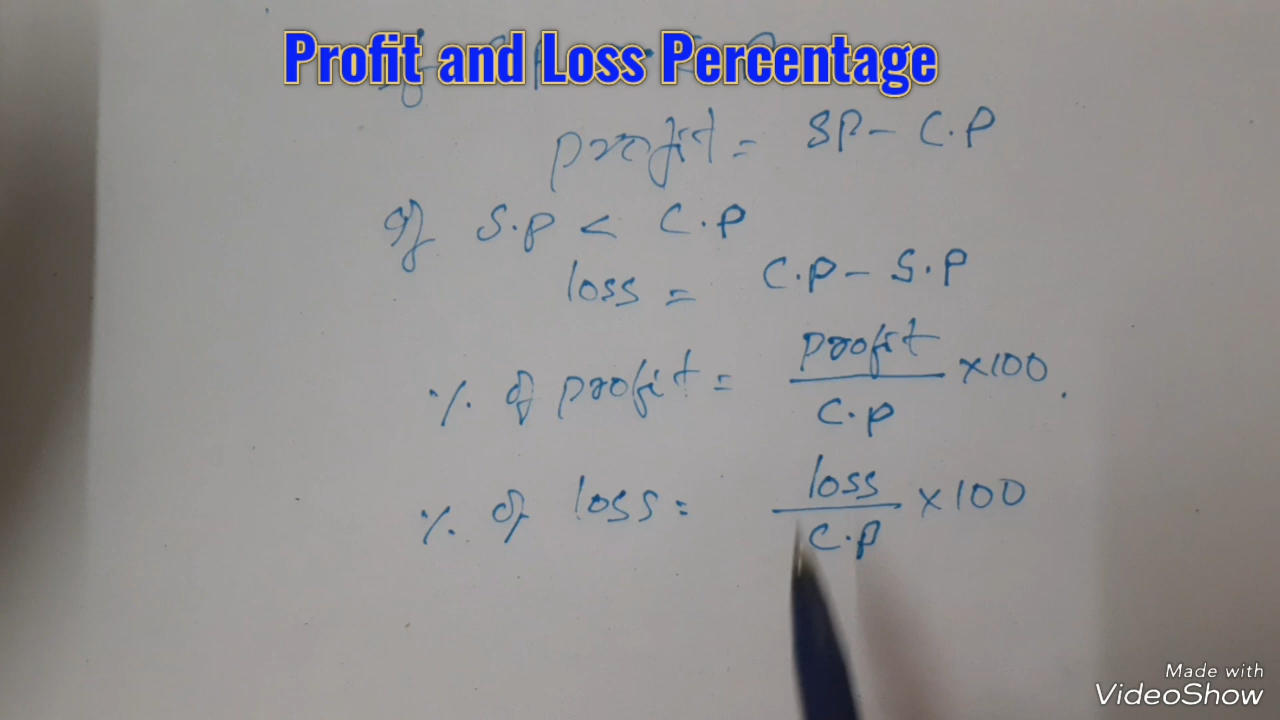 Profit and Loss Percentage
If
profit = SP - C.P
If S.P < C.P
loss = C.P - S.P
% of profit = profit/C.P × 100.
% of loss = loss/C.P × 100
Made with
VideoShow